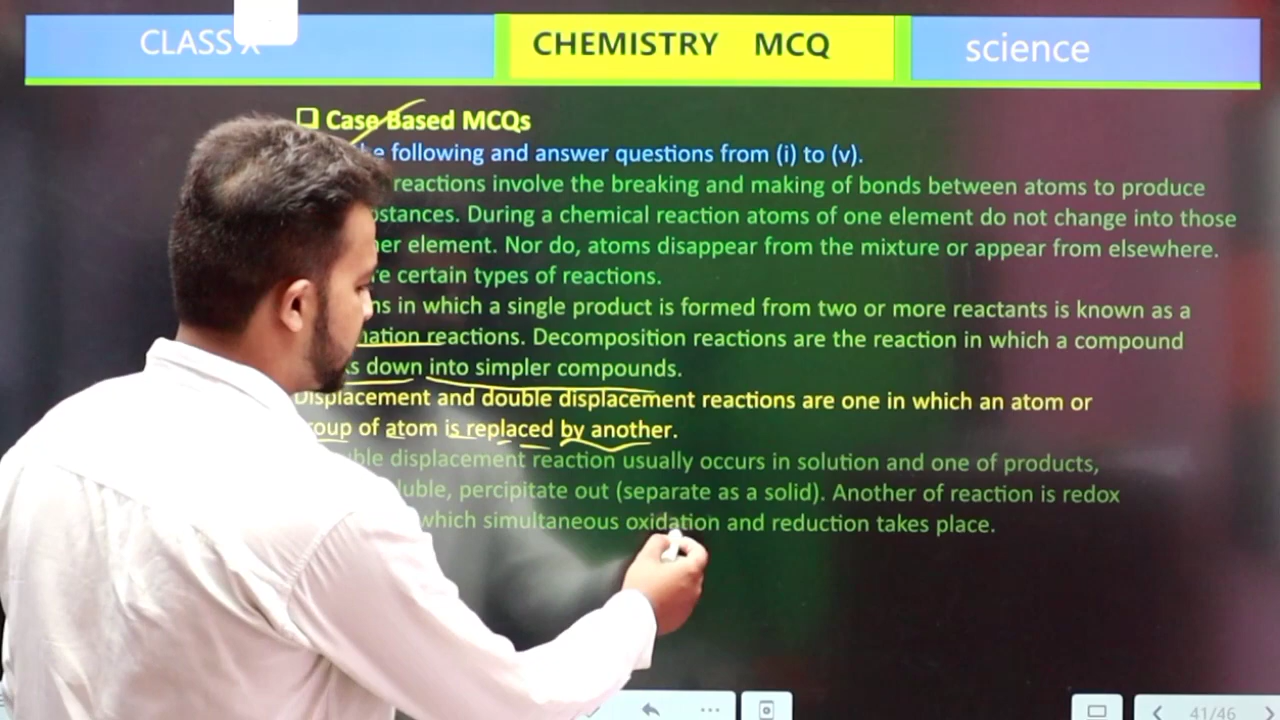 CLASS X
CHEMISTRY MCQ
science
❑ Case Based MCQs
following and answer questions from (i) to (v).
reactions involve the breaking and making of bonds between atoms to produce
During a chemical reaction atoms of one element do not change into those
element. Nor do, atoms disappear from the mixture or appear from elsewhere.
certain types of reactions.
in which a single product is formed from two or more reactants is known as a
reactions. Decomposition reactions are the reaction in which a compound
down into simpler compounds.
Displacement and double displacement reactions are one in which an atom or
of atom is replaced by another.
displacement reaction usually occurs in solution and one of products,
percipitate out (separate as a solid). Another of reaction is redox
which simultaneous oxidation and reduction takes place.
41/46